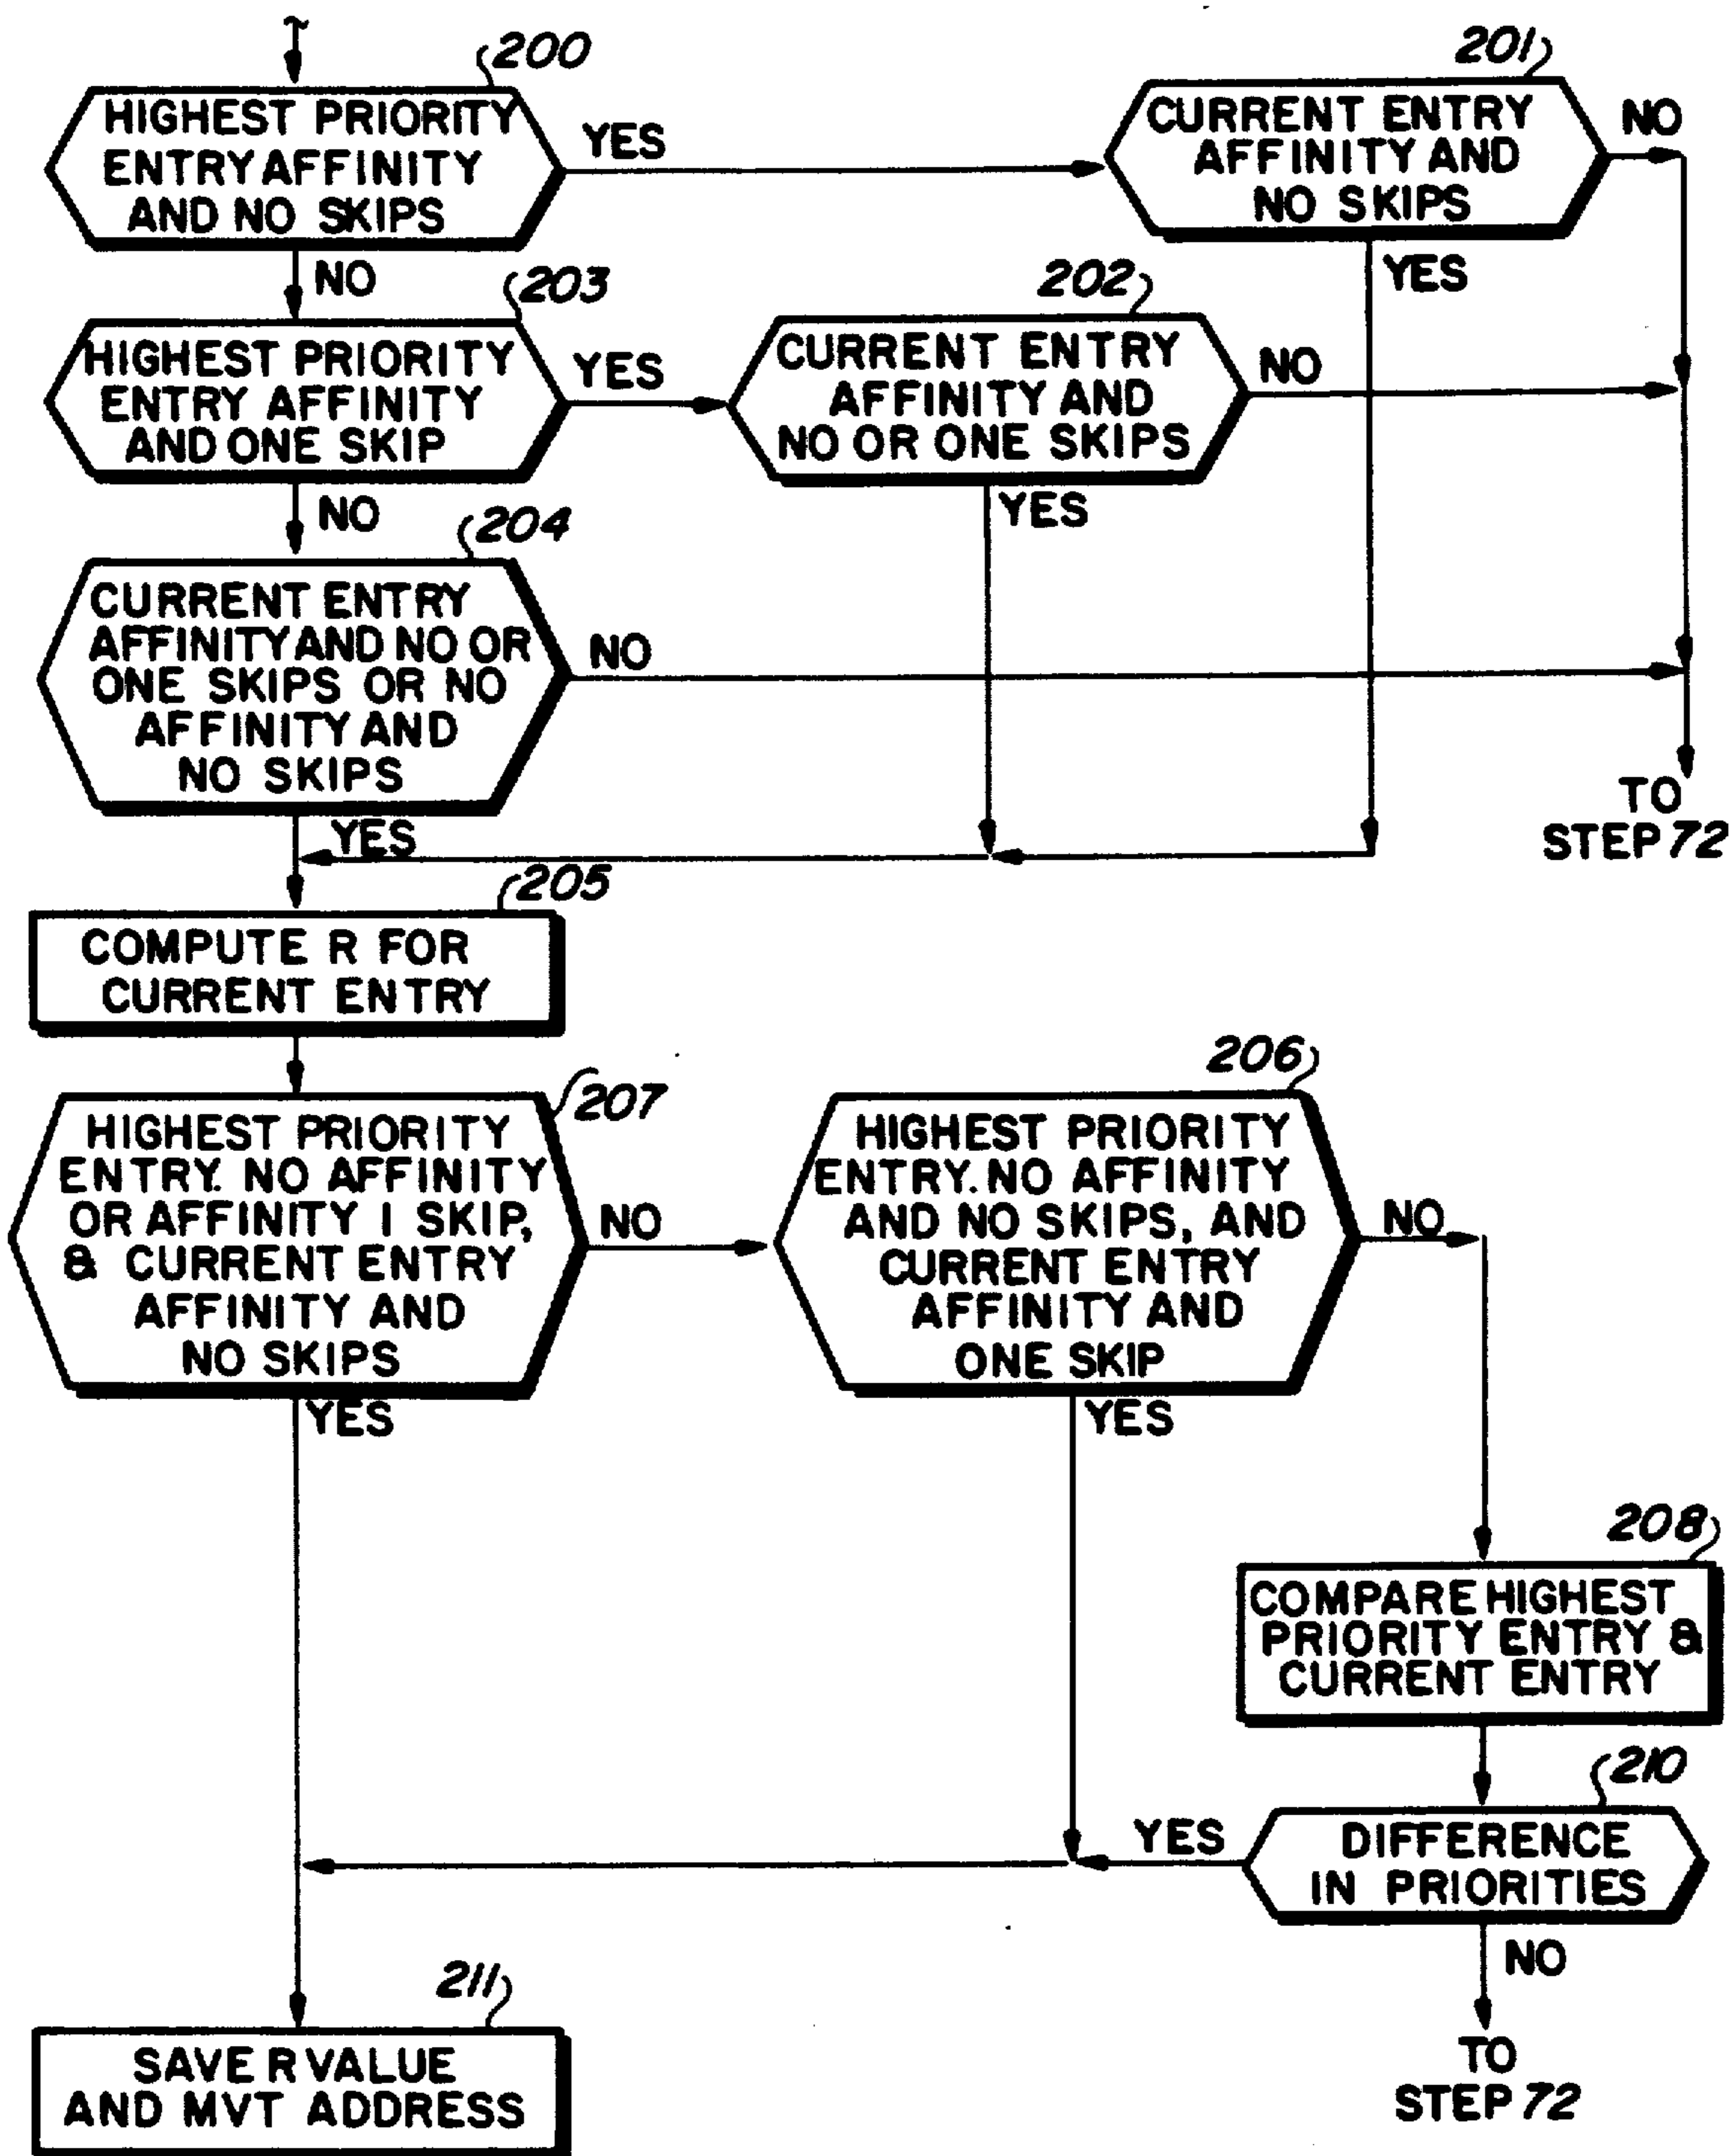 200
HIGHEST PRIORITY
ENTRY AFFINITY
AND NO SKIPS
YES
NO
201
CURRENT ENTRY
AFFINITY AND
NO SKIPS
NO
YES
203
HIGHEST PRIORITY
ENTRY AFFINITY
AND ONE SKIP
YES
NO
202
CURRENT ENTRY
AFFINITY AND
NO OR ONE SKIPS
NO
YES
204
CURRENT ENTRY
AFFINITY AND NO OR
ONE SKIPS OR NO
AFFINITY AND
NO SKIPS
NO
YES
TO
STEP 72
205
COMPUTE R FOR
CURRENT ENTRY
207
HIGHEST PRIORITY
ENTRY. NO AFFINITY
OR AFFINITY 1 SKIP,
& CURRENT ENTRY
AFFINITY AND
NO SKIPS
NO
YES
206
HIGHEST PRIORITY
ENTRY. NO AFFINITY
AND NO SKIPS, AND
CURRENT ENTRY
AFFINITY AND
ONE SKIP
NO
YES
208
COMPARE HIGHEST
PRIORITY ENTRY &
CURRENT ENTRY
210
DIFFERENCE
IN PRIORITIES
YES
NO
TO
STEP 72
211
SAVE R VALUE
AND MVT ADDRESS